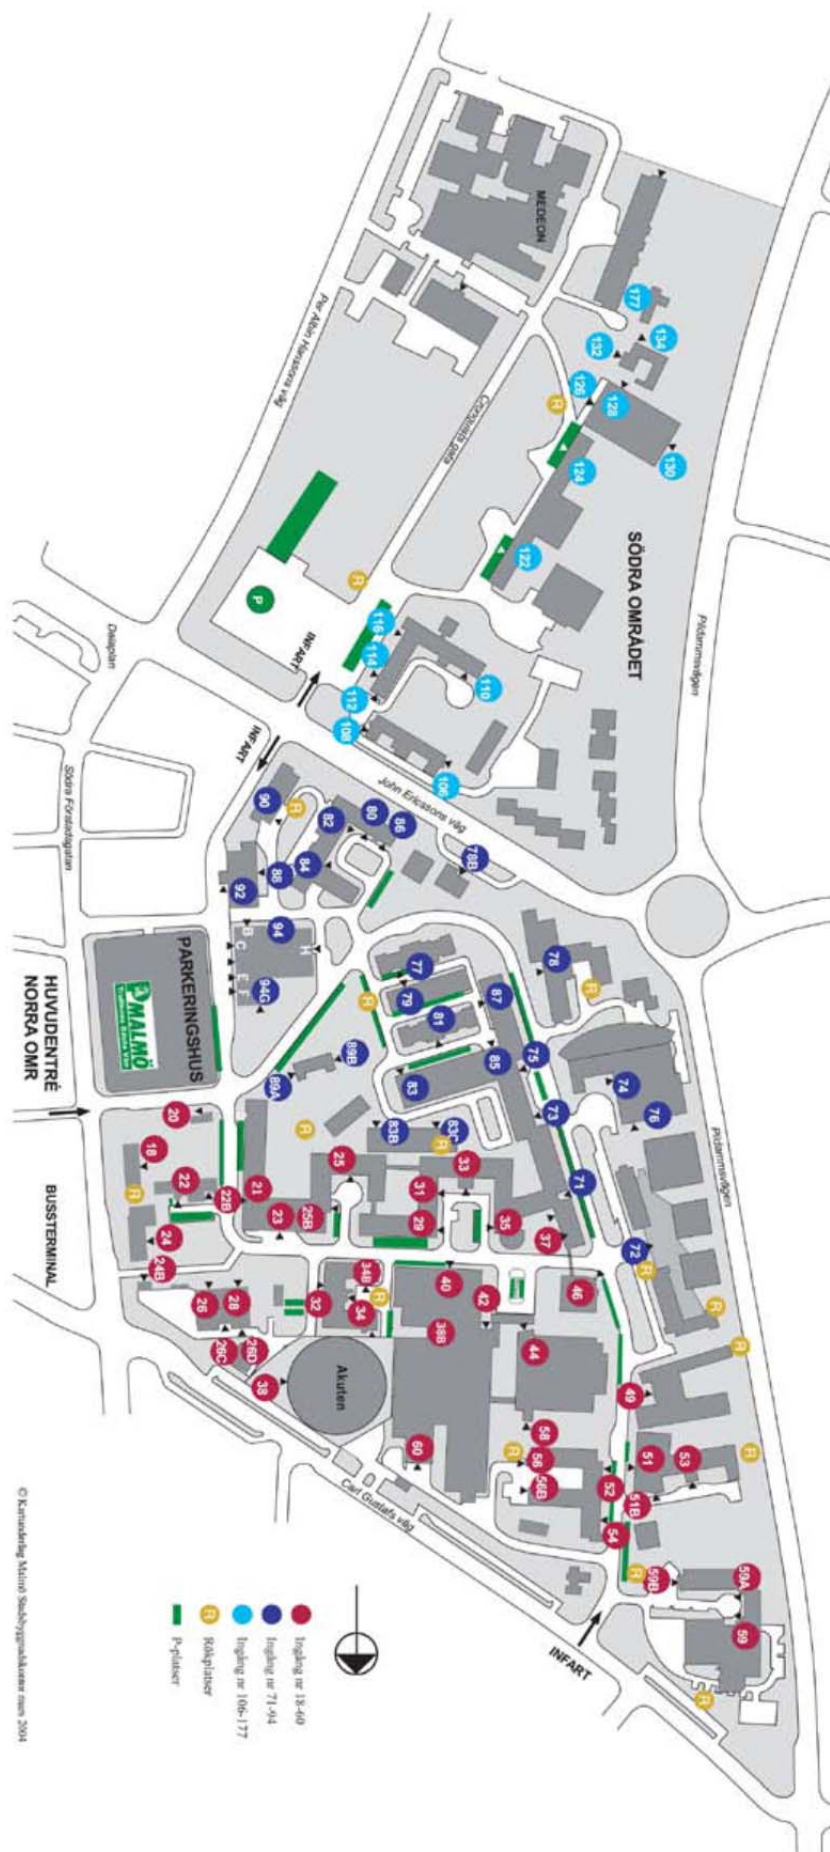 MEDEON
177
134
132
126
128
130
R
124
Per Albin Hanssons väg
Cronquists gata
122
SÖDRA OMRÅDET
Pildammsvägen
P
R
116
114
112
108
110
106
INFART
INFART
Dalaplan
Södra Förstadsgatan
John Ericssons väg
90
R
82
80
86
84
88
92
78B
94
B
C
E
F
H
94G
PARKERINGSHUS
P MALMÖ
HUVUDENTRÉ
NORRA OMR
BUSSTERMINAL
77
79
81
87
85
83
R
78
R
75
73
74
76
71
72
R
Pildammsvägen
89B
89A
R
83B
83C
R
20
18
R
22
22B
24
24B
21
23
25
25B
33
31
29
35
37
26
28
26C
26D
32
34B
34
R
40
42
38B
46
44
38
Akuten
60
58
56
56B
R
52
54
49
51
53
51B
R
R
R
59B
R
59A
59
R
INFART
Carl Gustafs väg
Ingång nr 18-60
Ingång nr 71-94
Ingång nr 106-177
R Rökplatser
P-platser
© Kartunderlag Malmö Stadsbyggnadskontor mars 2004